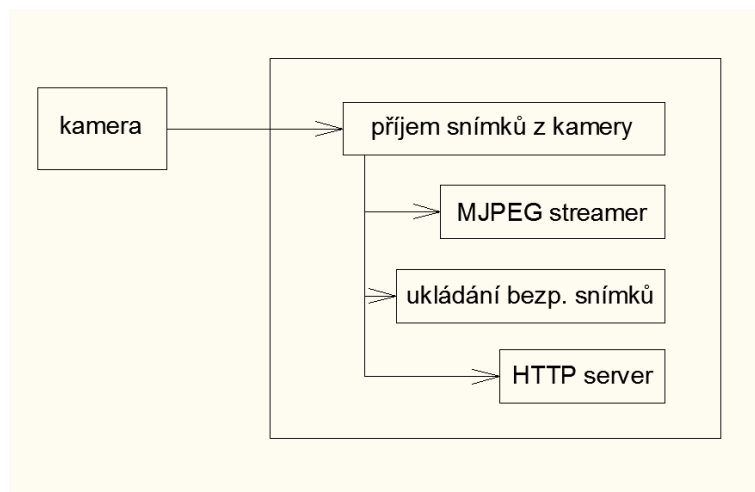 kamera
příjem snímků z kamery
MJPEG streamer
ukládání bezp. snímků
HTTP server